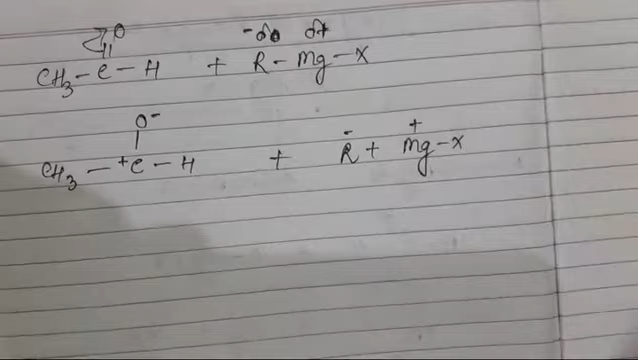 O -δ δ+
CH3 - C - H + R - Mg - X
O-
CH3 - +C - H + R- + Mg+ - X